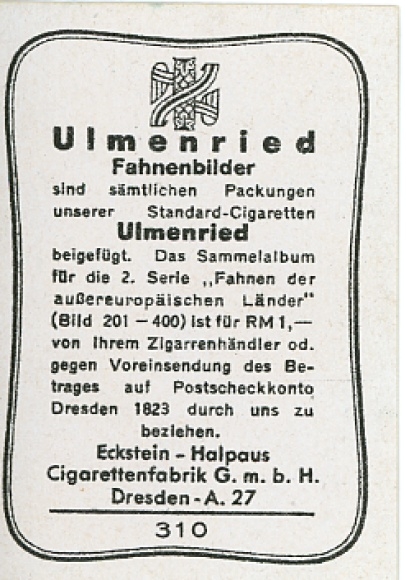 Ulmenried
Fahnenbilder
sind sämtlichen Packungen
unserer Standard-Cigaretten
Ulmenried
beigefügt. Das Sammelalbum
für die 2. Serie „Fahnen der
außereuropäischen Länder"
(Bild 201 – 400) ist für RM 1,—
von Ihrem Zigarrenhändler od.
gegen Voreinsendung des Be-
trages auf Postscheckkonto
Dresden 1823 durch uns zu
beziehen.
Eckstein - Halpaus
Cigarettenfabrik G. m. b. H.
Dresden - A. 27
310